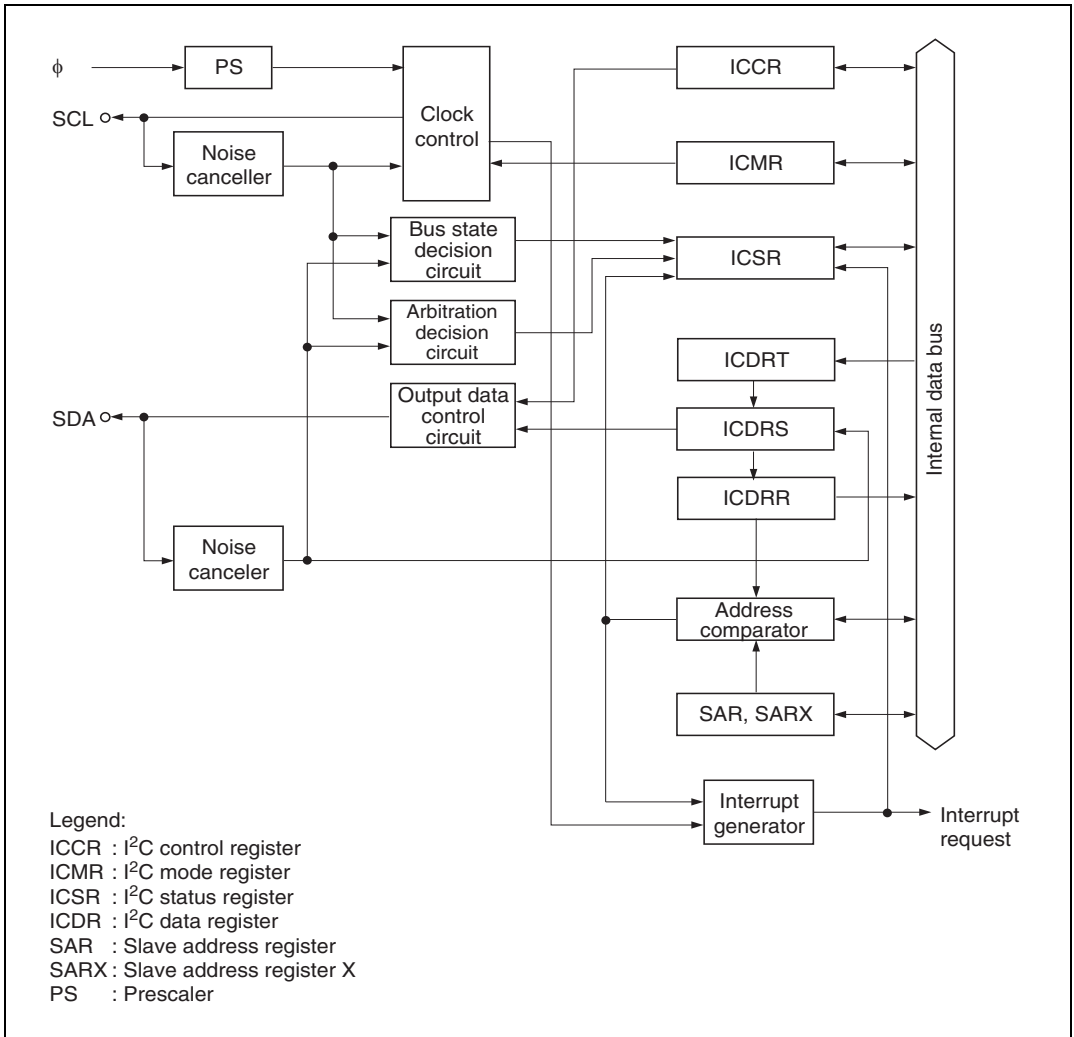 ϕ
PS
SCL
Clock
control
Noise
canceller
Bus state
decision
circuit
Arbitration
decision
circuit
Output data
control
circuit
SDA
Noise
canceler
ICCR
ICMR
ICSR
ICDRT
ICDRS
ICDRR
Address
comparator
SAR, SARX
Interrupt
generator
Internal data bus
Interrupt
request
Legend:
ICCR : I²C control register
ICMR : I²C mode register
ICSR : I²C status register
ICDR : I²C data register
SAR : Slave address register
SARX : Slave address register X
PS : Prescaler